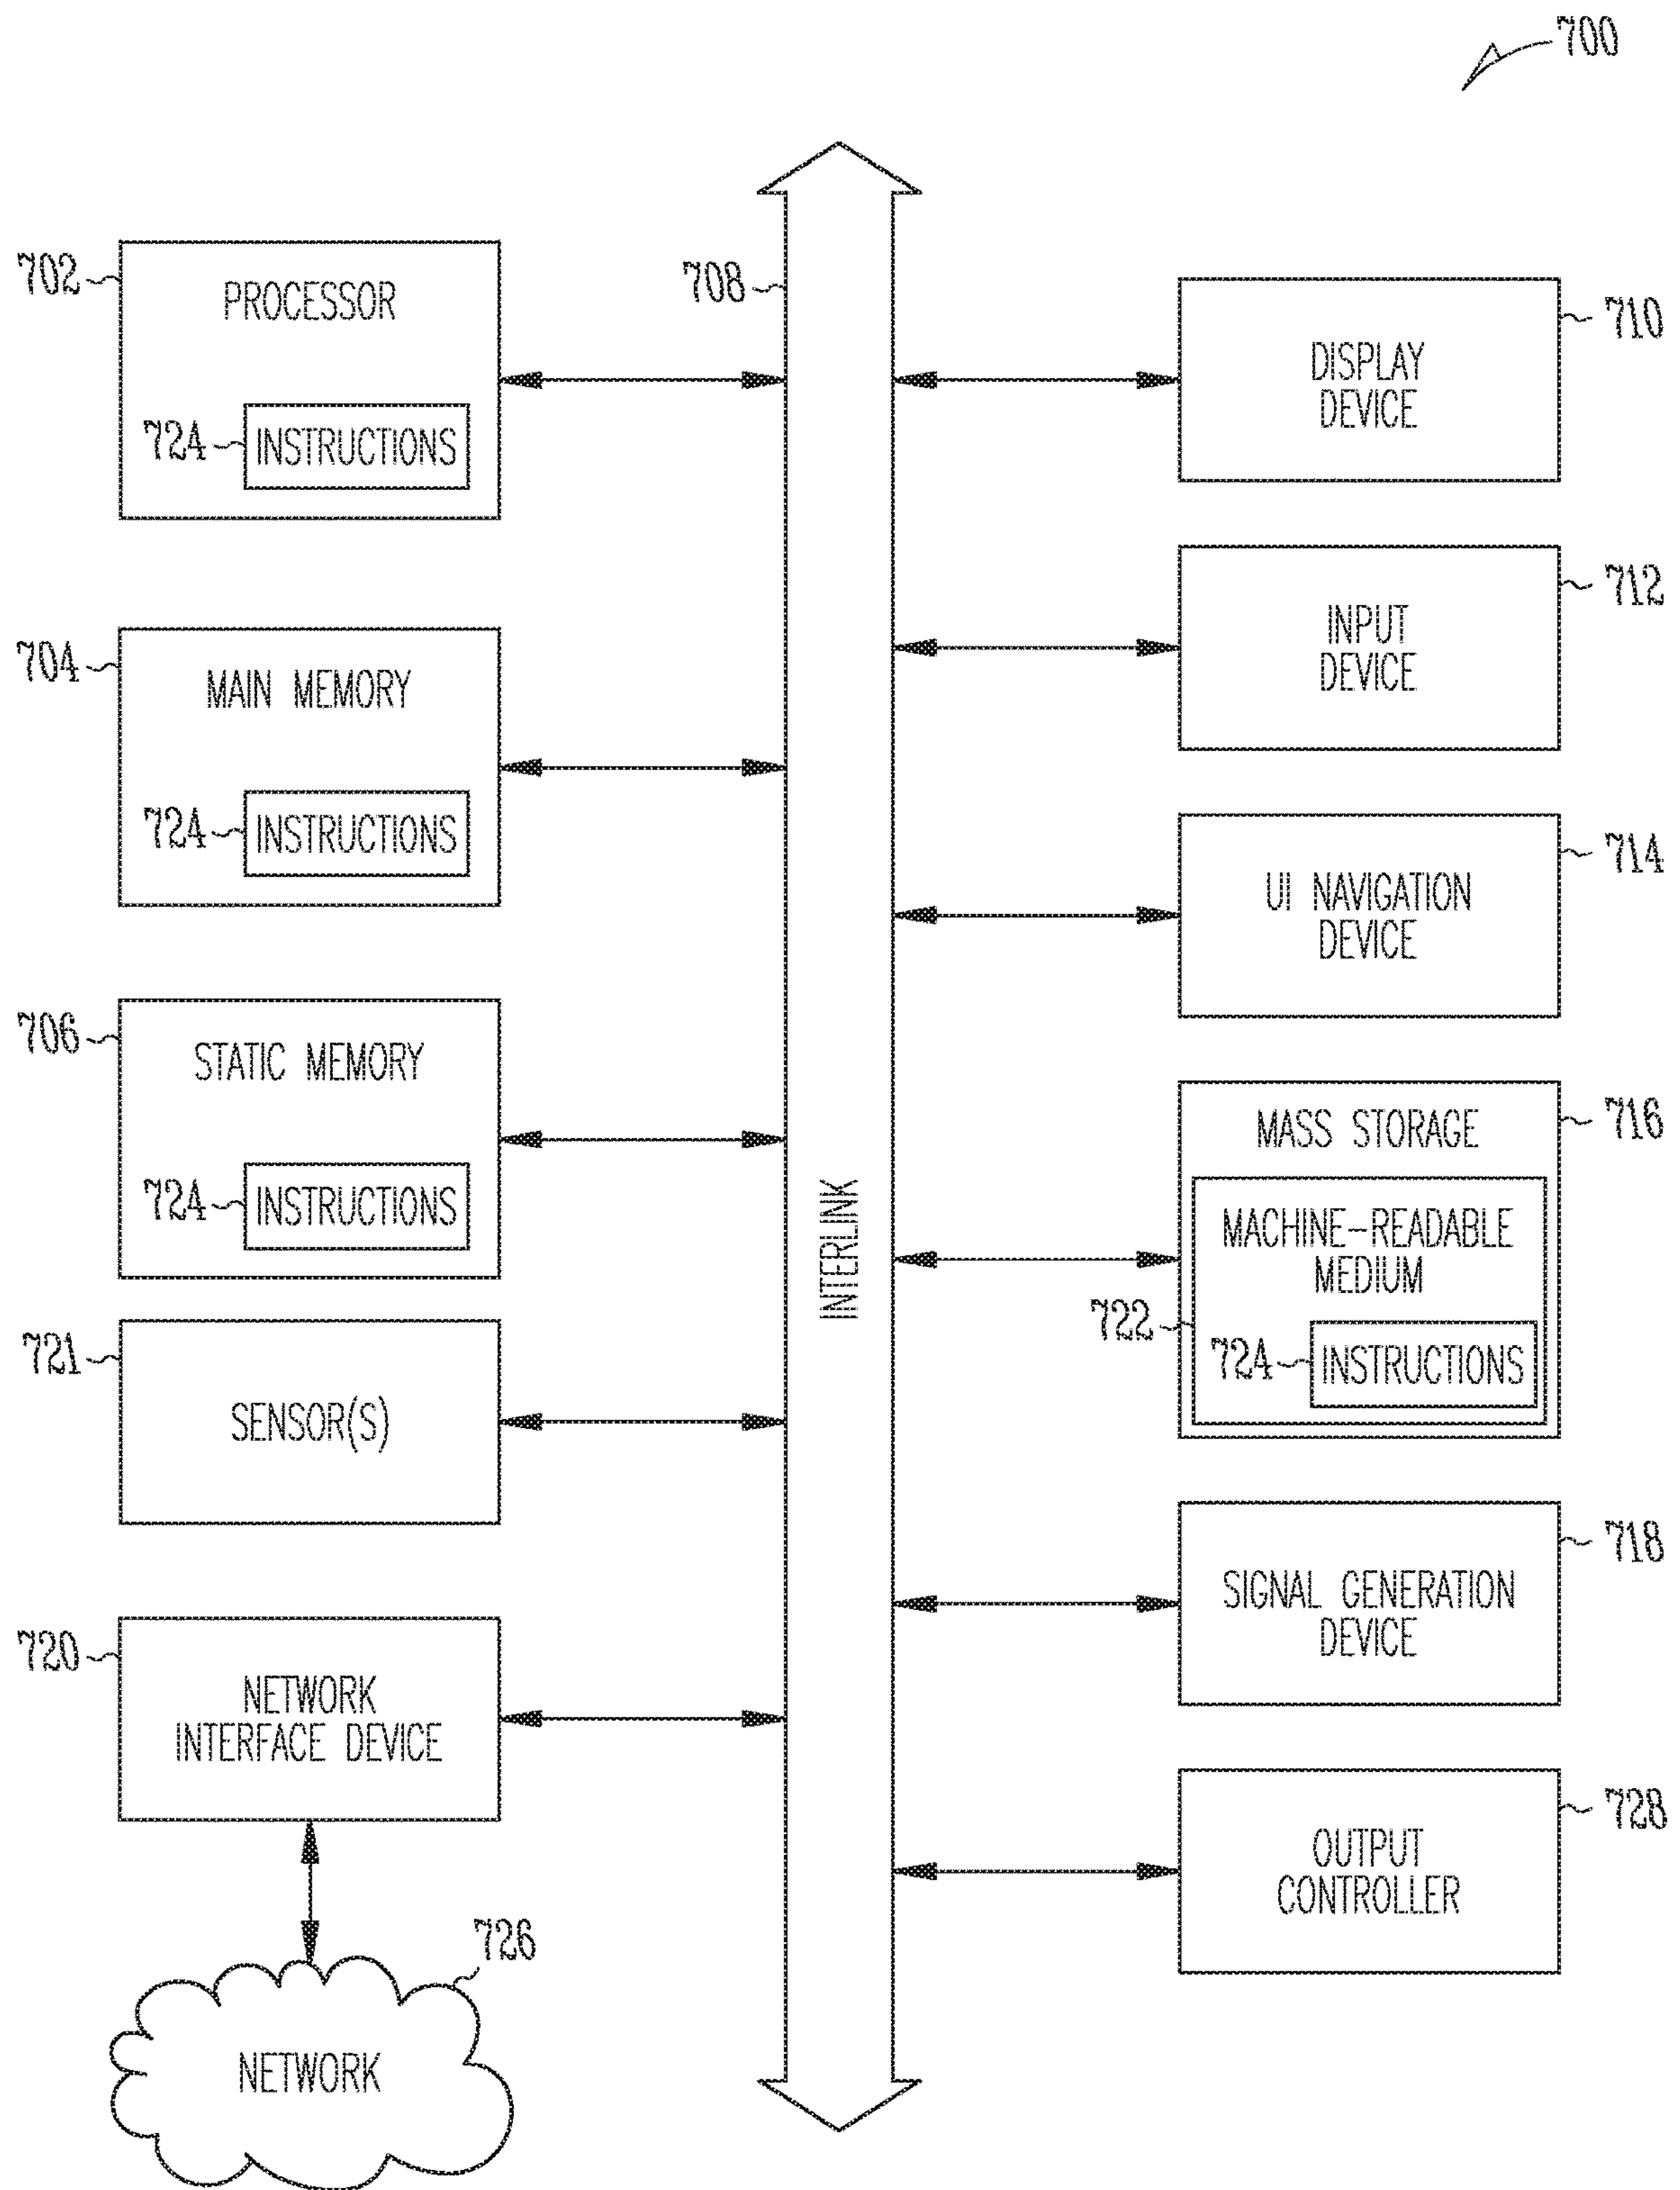 700
702
PROCESSOR
724
INSTRUCTIONS
704
MAIN MEMORY
724
INSTRUCTIONS
706
STATIC MEMORY
724
INSTRUCTIONS
721
SENSOR(S)
720
NETWORK
INTERFACE DEVICE
726
NETWORK
708
INTERLINK
710
DISPLAY
DEVICE
712
INPUT
DEVICE
714
UI NAVIGATION
DEVICE
716
MASS STORAGE
MACHINE-READABLE
MEDIUM
722
724
INSTRUCTIONS
718
SIGNAL GENERATION
DEVICE
728
OUTPUT
CONTROLLER